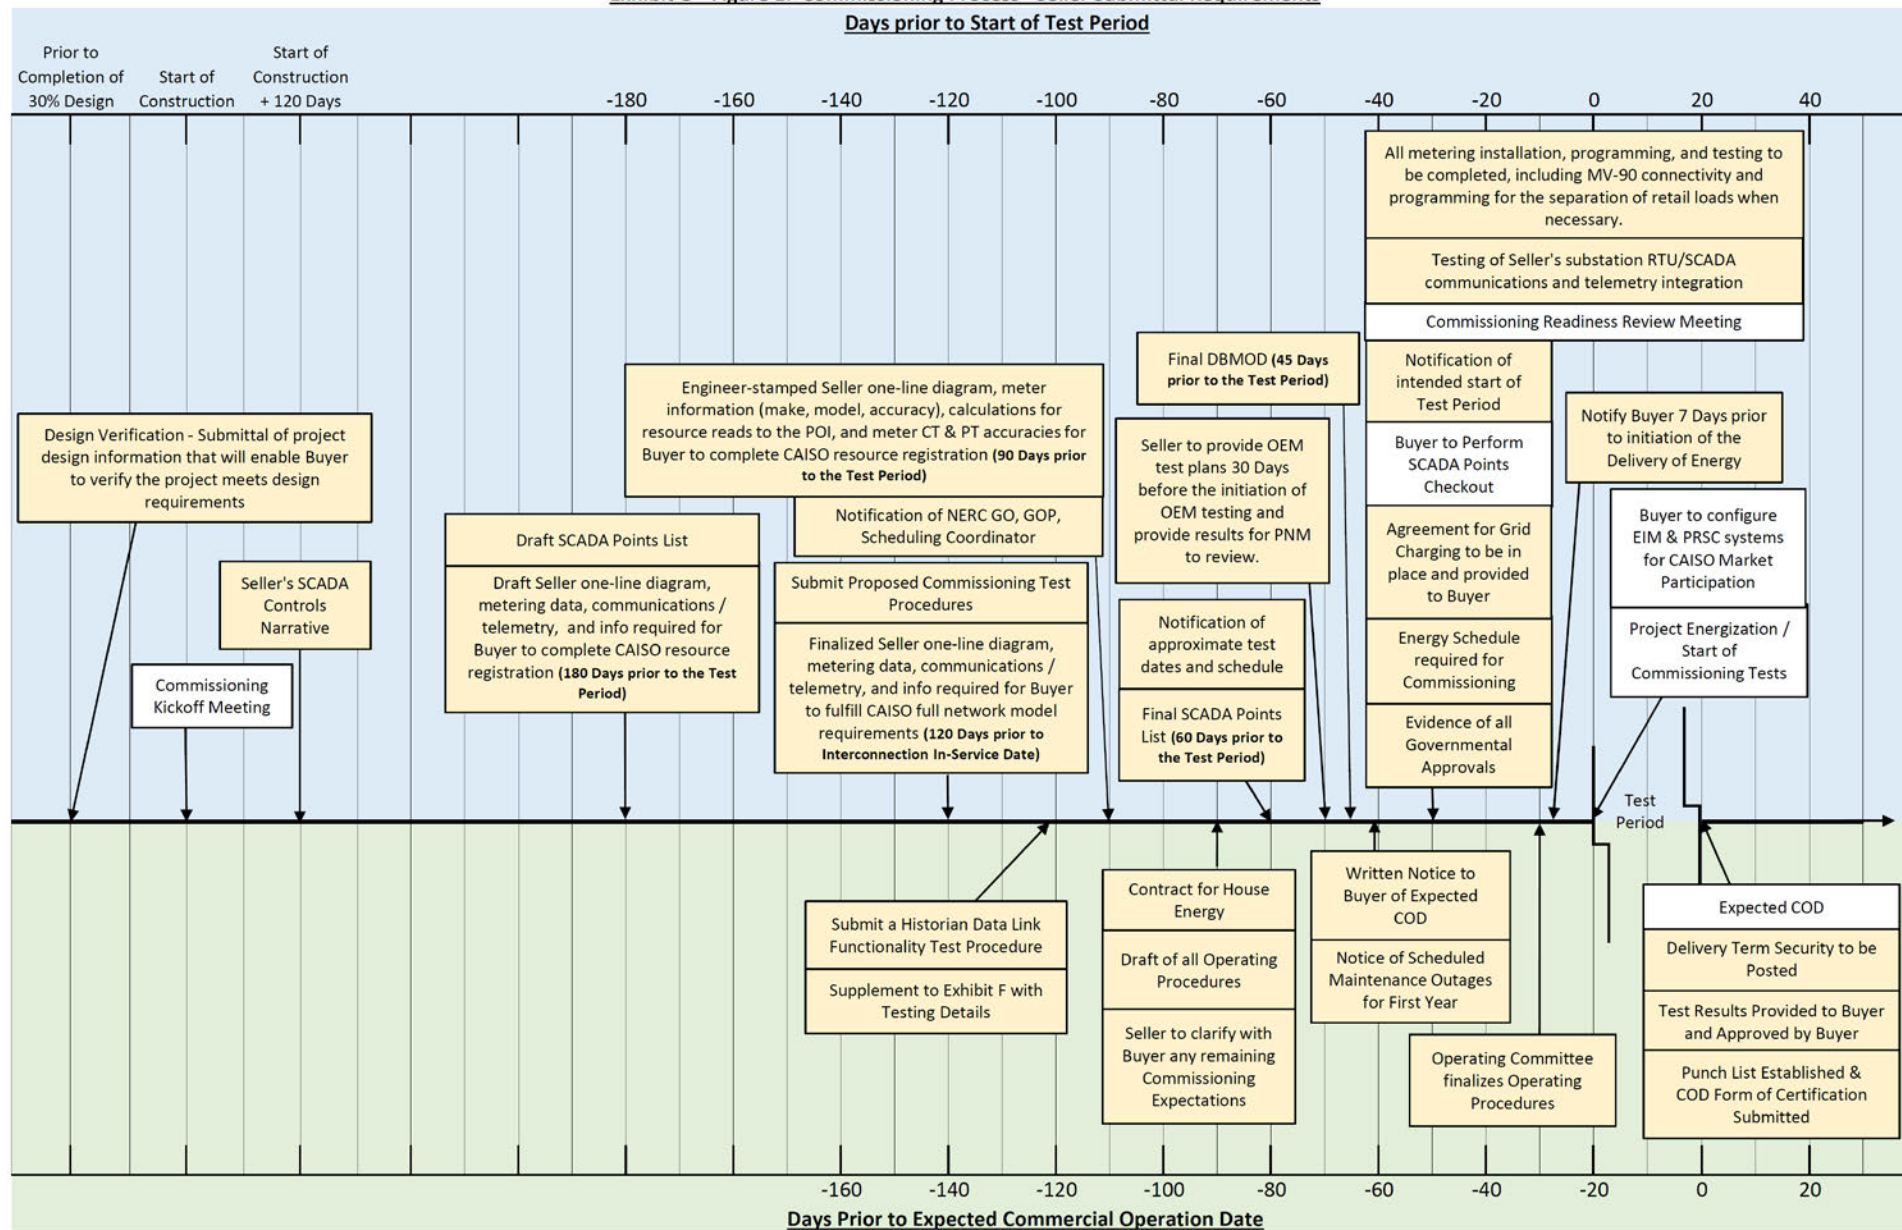 Exhibit
Figure
Commissioning Process - Seller Submittal Requirements
Days prior to Start of Test Period
Prior to
Completion of
30% Design
Start of
Construction
Start of
Construction
+ 120 Days
-180 -160 -140 -120 -100 -80 -60 -40 -20 0 20 40
All metering installation, programming, and testing to
be completed, including MV-90 connectivity and
programming for the separation of retail loads when
necessary.
Testing of Seller's substation RTU/SCADA
communications and telemetry integration
Commissioning Readiness Review Meeting
Final DBMOD (45 Days
prior to the Test Period)
Notification of
intended start of
Test Period
Engineer-stamped Seller one-line diagram, meter
information (make, model, accuracy), calculations for
resource reads to the POI, and meter CT & PT accuracies for
Buyer to complete CAISO resource registration (90 Days prior
to the Test Period)
Notification of NERC GO, GOP,
Scheduling Coordinator
Notify Buyer 7 Days prior
to initiation of the
Delivery of Energy
Design Verification - Submittal of project
design information that will enable Buyer
to verify the project meets design
requirements
Seller to provide OEM
test plans 30 Days
before the initiation of
OEM testing and
provide results for PNM
to review.
Buyer to Perform
SCADA Points
Checkout
Buyer to configure
EIM & PRSC systems
for CAISO Market
Participation
Draft SCADA Points List
Draft Seller one-line diagram,
metering data, communications /
telemetry, and info required for
Buyer to complete CAISO resource
registration (180 Days prior to the Test
Period)
Agreement for Grid
Charging to be in
place and provided
to Buyer
Seller's SCADA
Controls
Narrative
Submit Proposed Commissioning Test
Procedures
Finalized Seller one-line diagram,
metering data, communications /
telemetry, and info required for Buyer
to fulfill CAISO full network model
requirements (120 Days prior to
Interconnection In-Service Date)
Notification of
approximate test
dates and schedule
Final SCADA Points
List (60 Days prior to
the Test Period)
Project Energization /
Start of
Commissioning Tests
Energy Schedule
required for
Commissioning
Evidence of all
Governmental
Approvals
Commissioning
Kickoff Meeting
Test
Period
Written Notice to
Buyer of Expected
COD
Notice of Scheduled
Maintenance Outages
for First Year
Contract for House
Energy
Draft of all Operating
Procedures
Seller to clarify with
Buyer any remaining
Commissioning
Expectations
Submit a Historian Data Link
Functionality Test Procedure
Supplement to Exhibit F with
Testing Details
Expected COD
Delivery Term Security to be
Posted
Test Results Provided to Buyer
and Approved by Buyer
Punch List Established &
COD Form of Certification
Submitted
Operating Committee
finalizes Operating
Procedures
-160 -140 -120 -100 -80 -60 -40 -20 0 20
Days Prior to Expected Commercial Operation Date